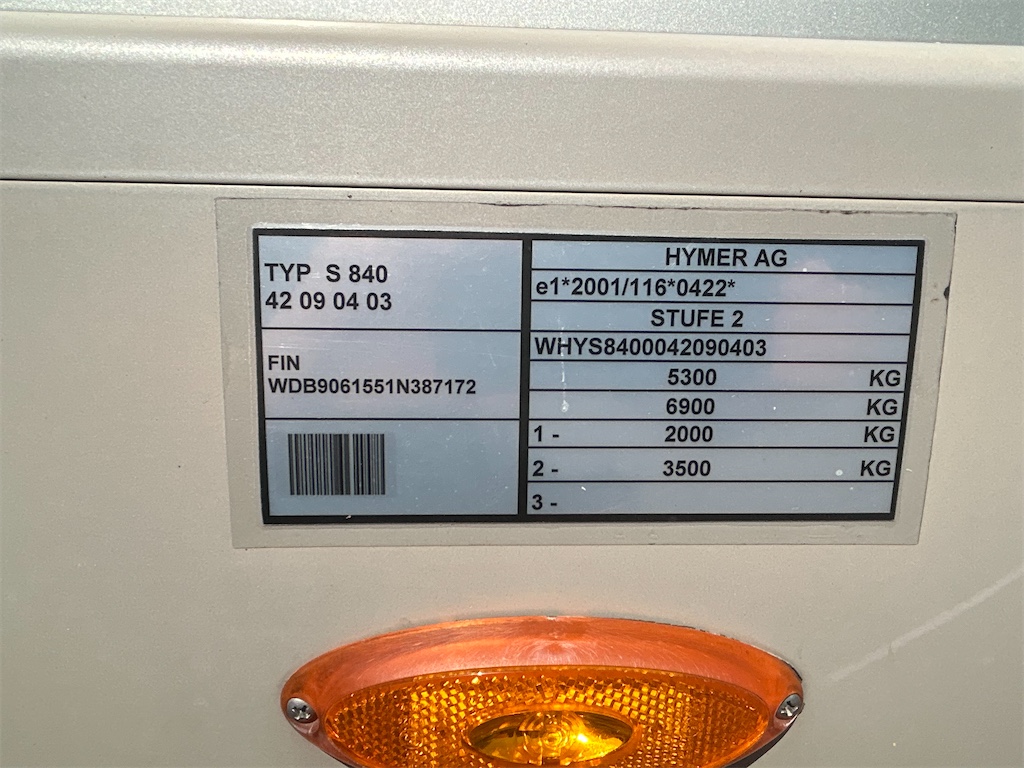 TYP S 840
42 09 04 03
FIN
WDB9061551N387172
HYMER AG
e1*2001/116*0422*
STUFE 2
WHYS8400042090403
5300 KG
6900 KG
1 - 2000 KG
2 - 3500 KG
3 -